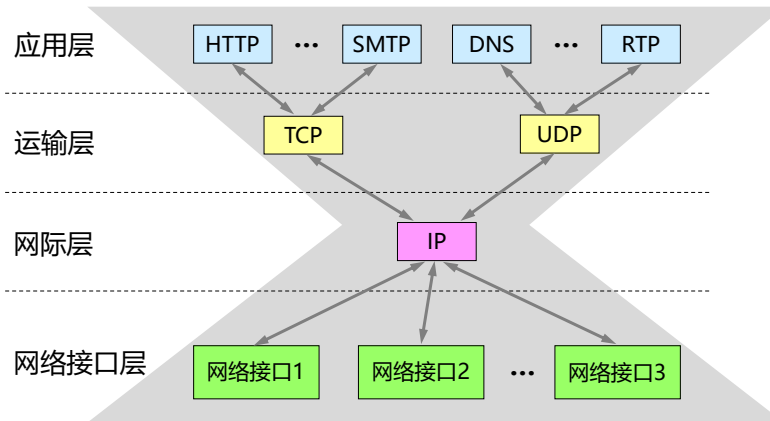 应用层
HTTP ••• SMTP DNS ••• RTP
运输层
TCP UDP
网际层
IP
网络接口层
网络接口1 网络接口2 ••• 网络接口3